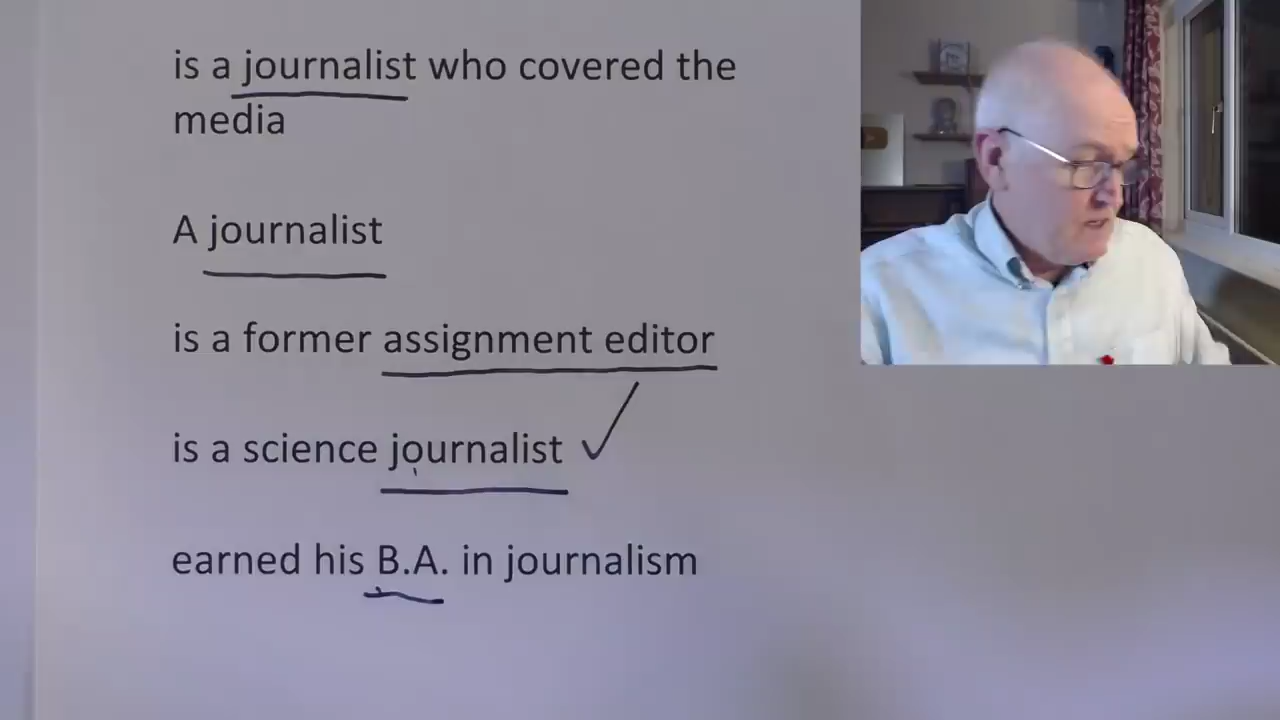 is a journalist who covered the
media
A journalist
is a former assignment editor
is a science journalist
earned his B.A. in journalism